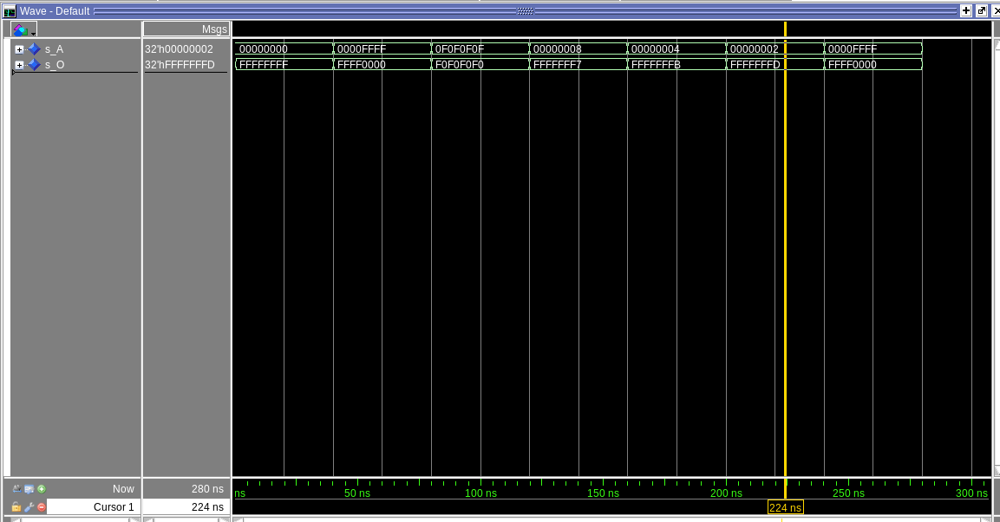 Wave - Default
Msgs
s_A 32'h00000002 00000000 0000FFFF 0F0F0F0F 00000008 00000004 00000002 0000FFFF
s_O 32'hFFFFFFFD FFFFFFFF FFFF0000 F0F0F0F0 FFFFFFF7 FFFFFFFB FFFFFFFD FFFF0000
Now 280 ns ns 50 ns 100 ns 150 ns 200 ns 250 ns 300 ns
Cursor 1 224 ns 224 ns